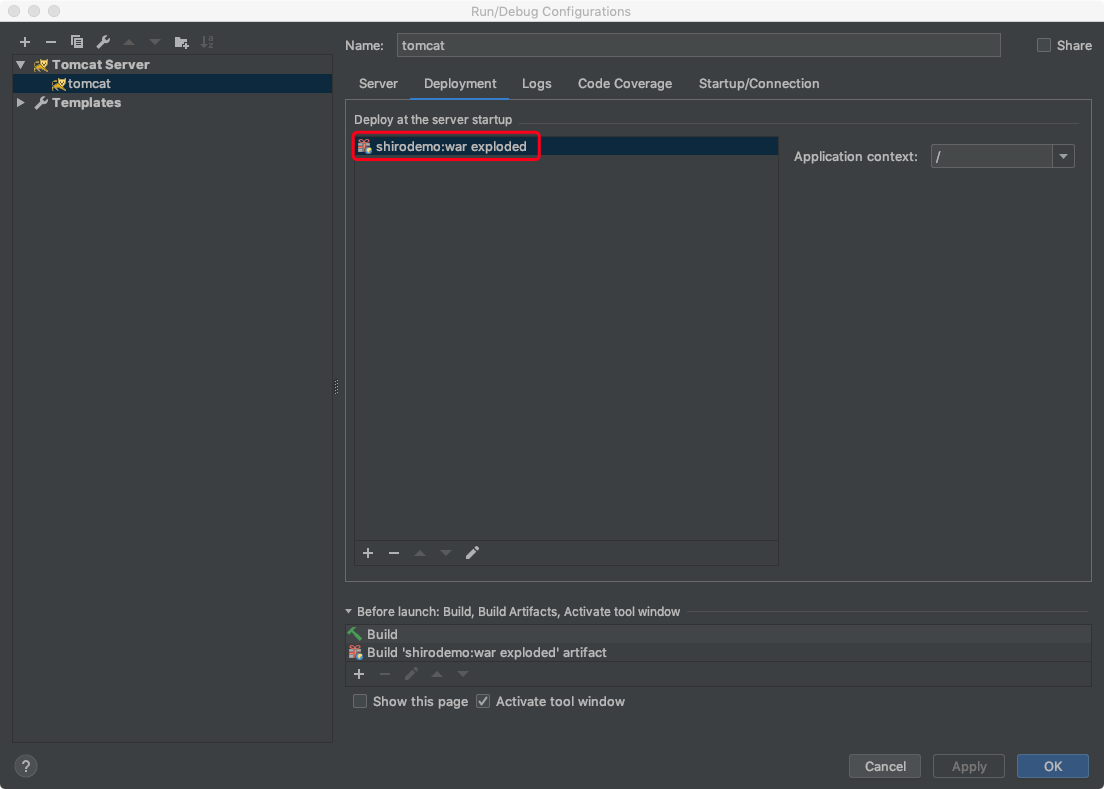 Run/Debug Configurations
Name: tomcat Share
Tomcat Server
tomcat
Templates
Server Deployment Logs Code Coverage Startup/Connection
Deploy at the server startup
shirodemo:war exploded
Application context: /
Before launch: Build, Build Artifacts, Activate tool window
Build
Build 'shirodemo:war exploded' artifact
Show this page Activate tool window
? Cancel Apply OK